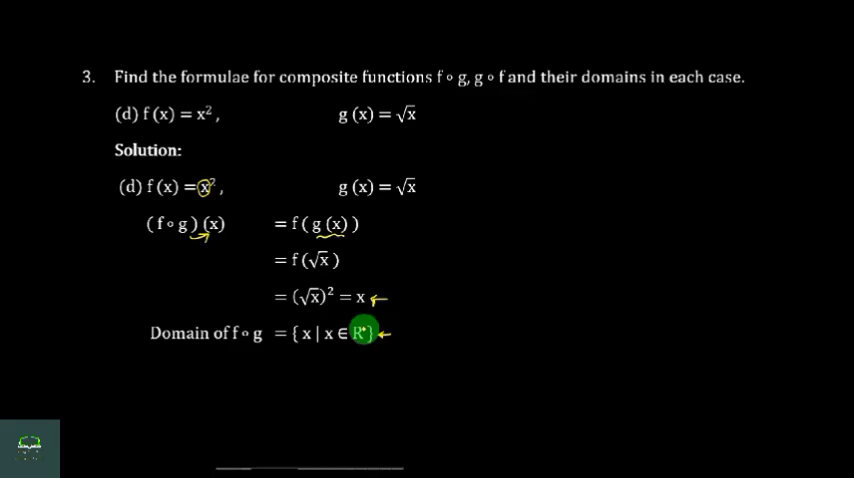 3. Find the formulae for composite functions f ∘ g, g ∘ f and their domains in each case.
(d) f (x) = x² , g (x) = √x
Solution:
(d) f (x) = x² , g (x) = √x
( f ∘ g ) (x) = f ( g (x) )
= f (√x )
= (√x )² = x
Domain of f ∘ g = { x | x ∈ R⁺}